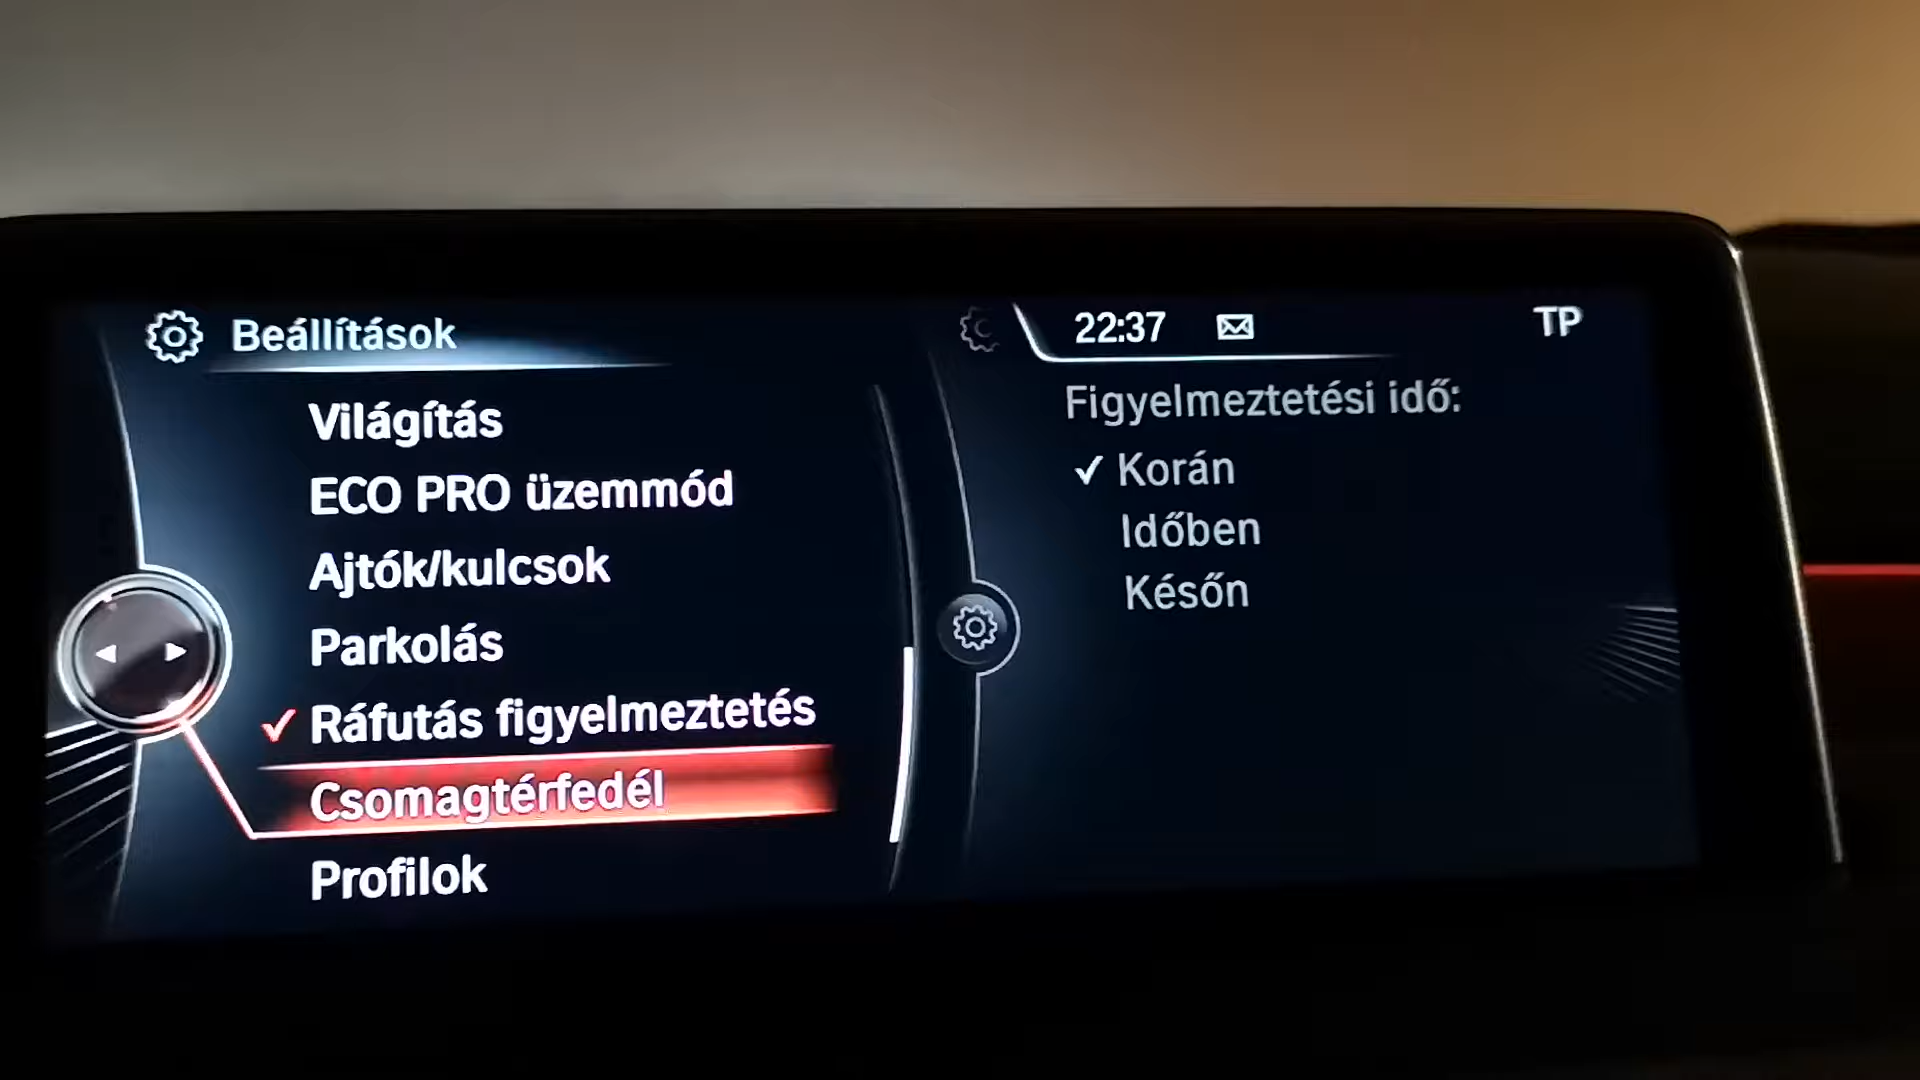 Beállítások
Világítás
ECO PRO üzemmód
Ajtók/kulcsok
Parkolás
✓ Ráfutás figyelmeztetés
Csomagtérfedél
Profilok
22:37 TP
Figyelmeztetési idő:
✓ Korán
Időben
Későn